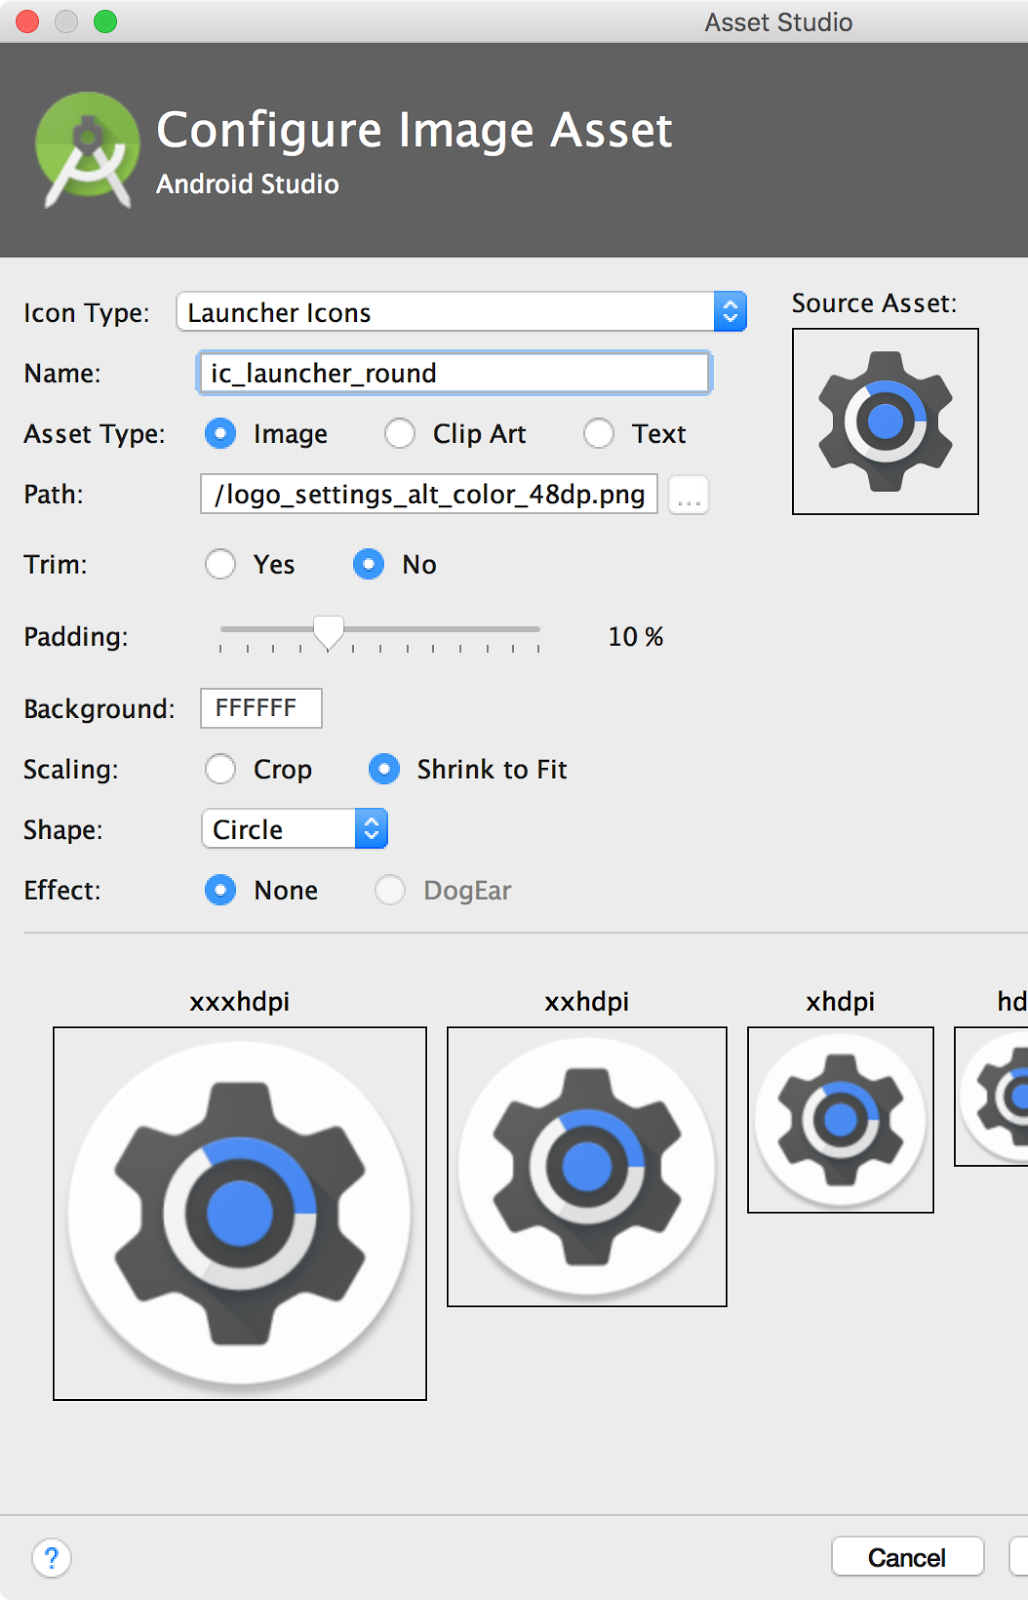 Asset Studio
Configure Image Asset
Android Studio
Icon Type: Launcher Icons
Source Asset:
Name: ic_launcher_round
Asset Type: Image Clip Art Text
Path: /logo_settings_alt_color_48dp.png ...
Trim: Yes No
Padding: 10 %
Background: FFFFFF
Scaling: Crop Shrink to Fit
Shape: Circle
Effect: None DogEar
xxxhdpi xxhdpi xhdpi hd
? Cancel